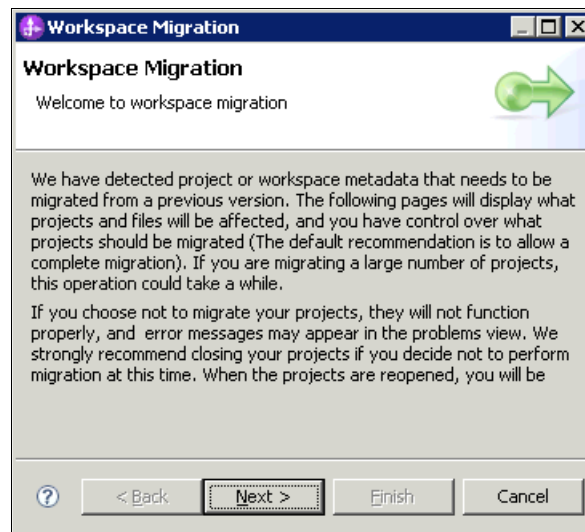 Workspace Migration
Workspace Migration
Welcome to workspace migration
We have detected project or workspace metadata that needs to be
migrated from a previous version. The following pages will display what
projects and files will be affected, and you have control over what
projects should be migrated (The default recommendation is to allow a
complete migration). If you are migrating a large number of projects,
this operation could take a while.
If you choose not to migrate your projects, they will not function
properly, and  error messages may appear in the problems view. We
strongly recommend closing your projects if you decide not to perform
migration at this time. When the projects are reopened, you will be
? < Back Next > Finish Cancel